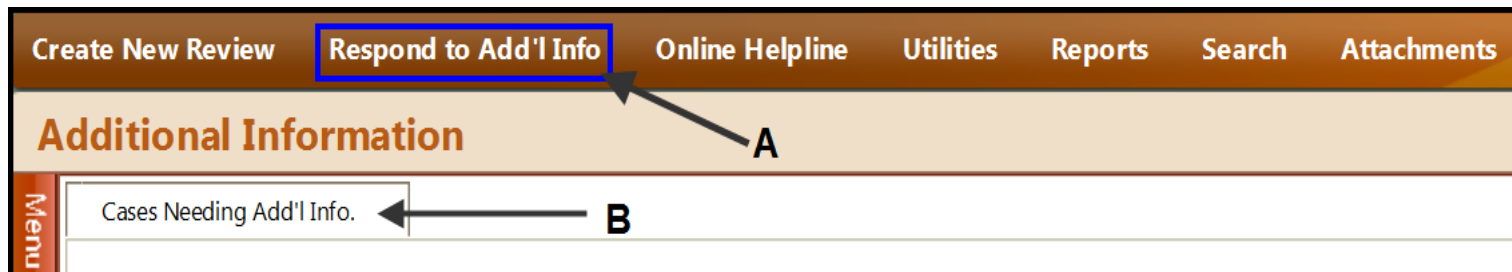 Create New Review Respond to Add'l Info Online Helpline Utilities Reports Search Attachments
Additional Information
A
Menu
Cases Needing Add'l Info.
B